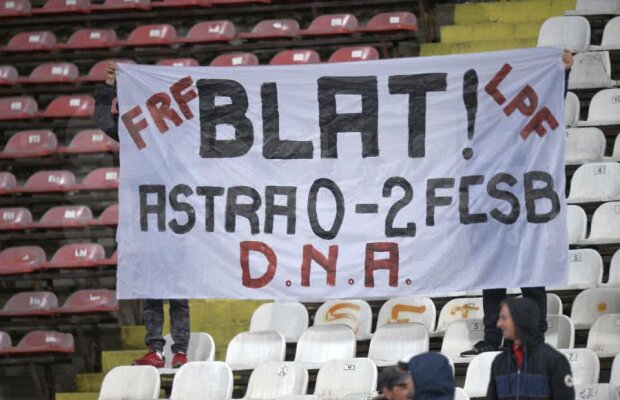 FRF BLAT! LPF
ASTRA 0-2 FCSB
D.N.A.